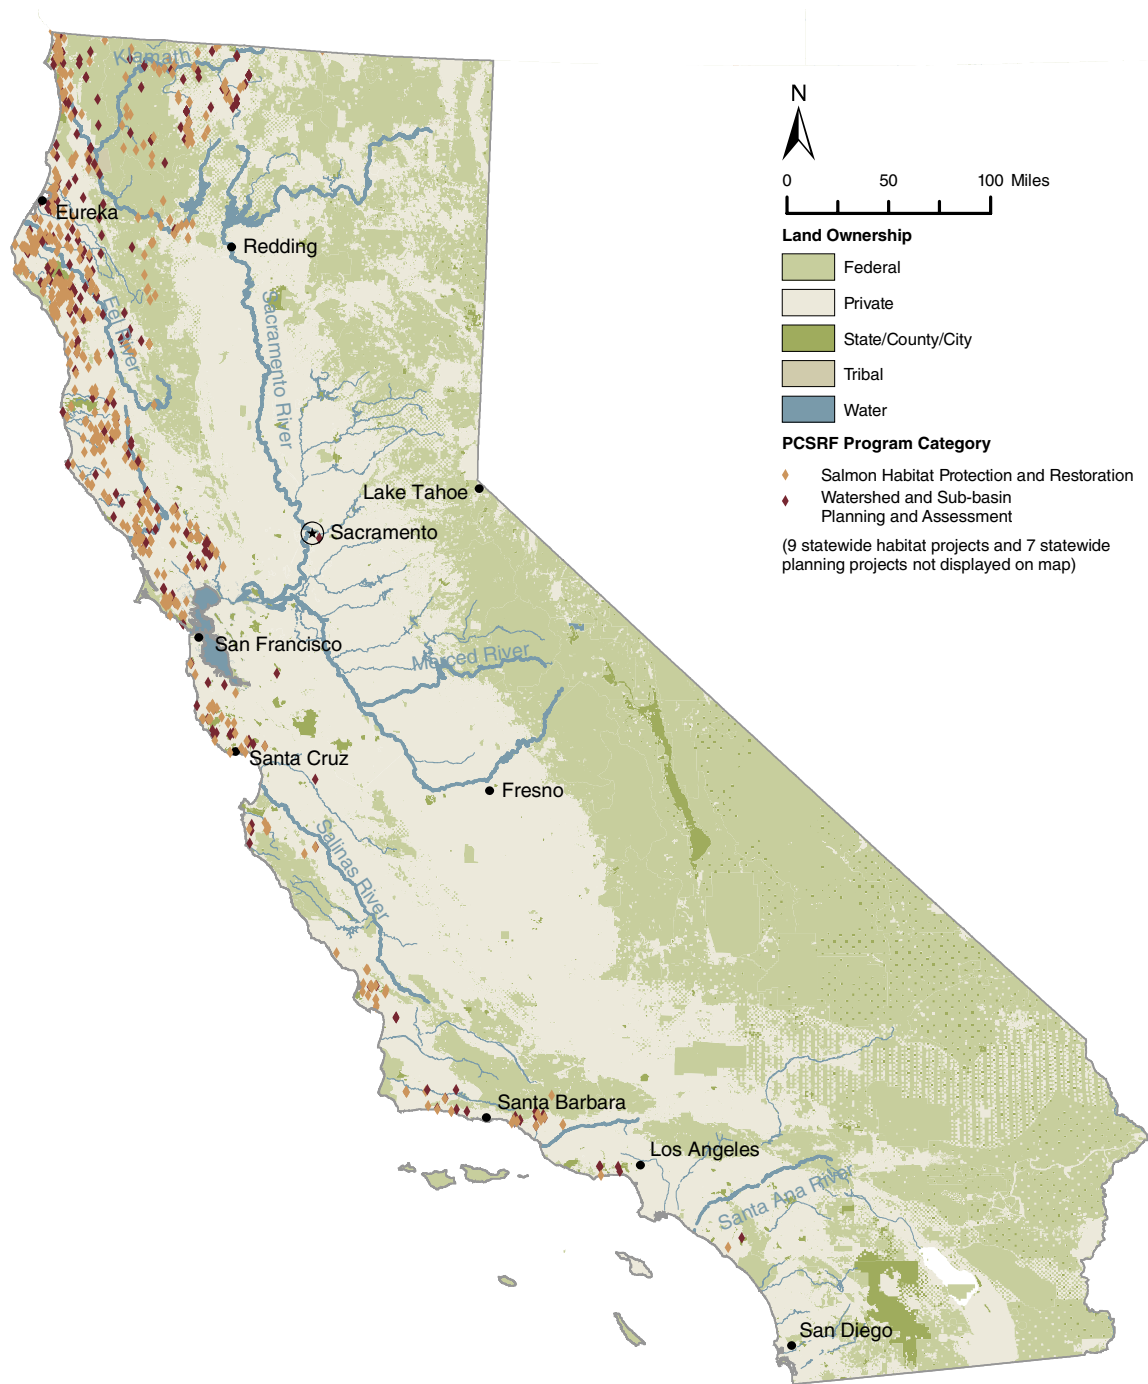 Klamath
Eureka
Redding
Eel River
Sacramento River
Lake Tahoe
Sacramento
San Francisco
Merced River
Santa Cruz
Fresno
Salinas River
Santa Barbara
Los Angeles
Santa Ana River
San Diego
N
0 50 100 Miles
Land Ownership
Federal
Private
State/County/City
Tribal
Water
PCSRF Program Category
Salmon Habitat Protection and Restoration
Watershed and Sub-basin
Planning and Assessment
(9 statewide habitat projects and 7 statewide
planning projects not displayed on map)